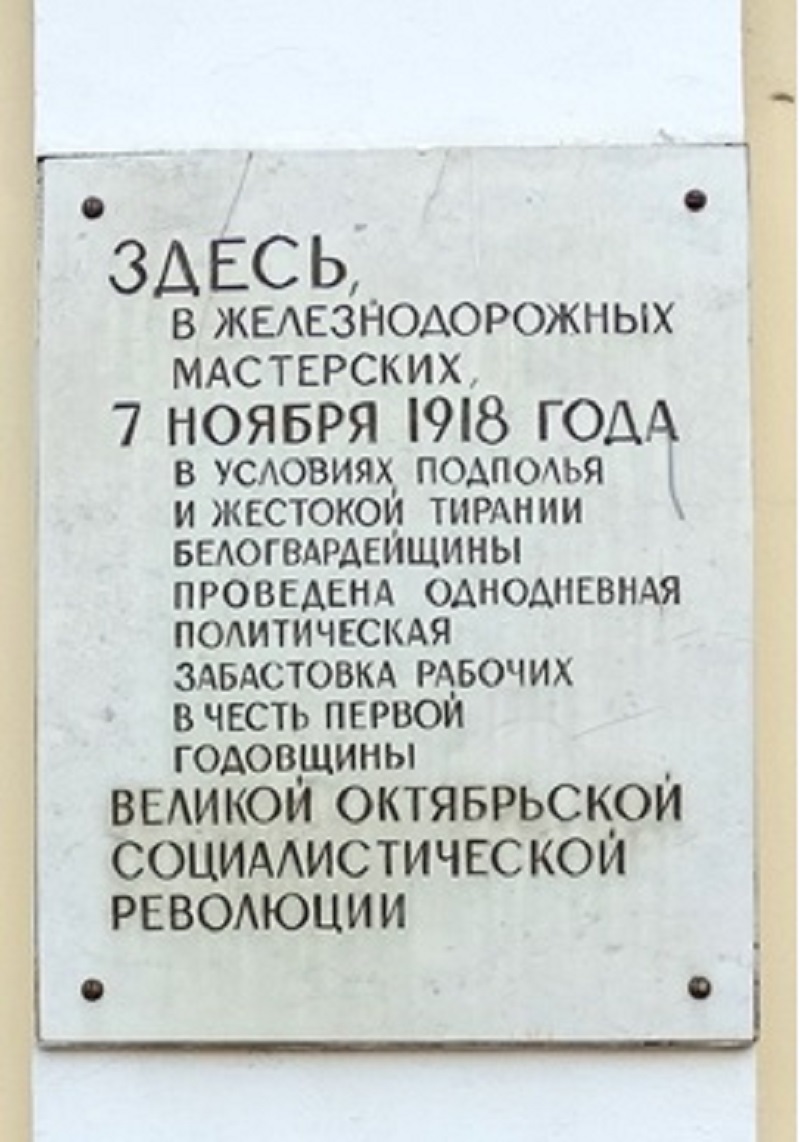 ЗДЕСЬ,
В ЖЕЛЕЗНОДОРОЖНЫХ
МАСТЕРСКИХ,
7 НОЯБРЯ 1918 ГОДА
В УСЛОВИЯХ ПОДПОЛЬЯ
И ЖЕСТОКОЙ ТИРАНИИ
БЕЛОГВАРДЕЙЩИНЫ
ПРОВЕДЕНА ОДНОДНЕВНАЯ
ПОЛИТИЧЕСКАЯ
ЗАБАСТОВКА РАБОЧИХ
В ЧЕСТЬ ПЕРВОЙ
ГОДОВЩИНЫ
ВЕЛИКОЙ ОКТЯБРЬСКОЙ
СОЦИАЛИСТИЧЕСКОЙ
РЕВОЛЮЦИИ